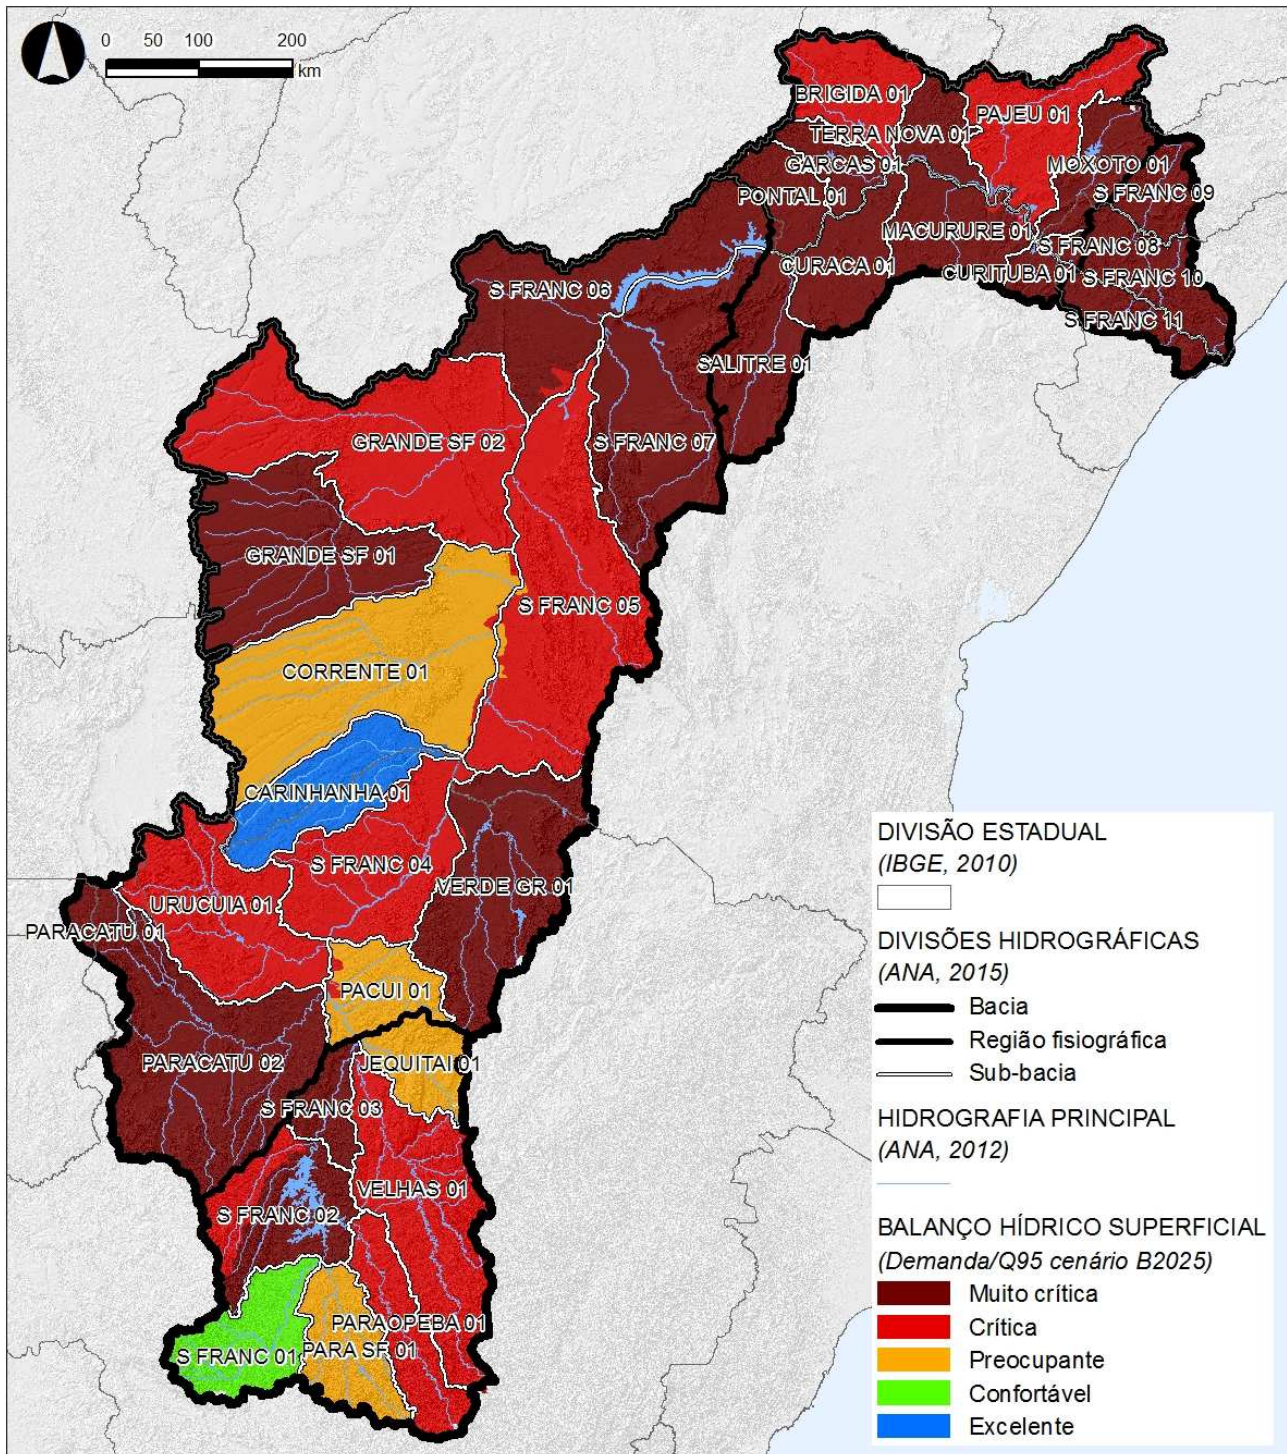 0 50 100 200
km
BRIGIDA 01
PAJEU 01
TERRA NOVA 01
GARCAS 01
MOXOTO 01
PONTAL 01
S FRANC 09
MACURURE 01
S FRANC 08
CURACA 01
CURITUBA 01
S FRANC 10
S FRANC 06
S FRANC 11
SALITRE 01
GRANDE SF 02
S FRANC 07
GRANDE SF 01
S FRANC 05
CORRENTE 01
CARINHANHA 01
S FRANC 04
VERDE GR 01
URUCUIA 01
PARACATU 01
PACUI 01
PARACATU 02
JEQUITAI 01
S FRANC 03
VELHAS 01
S FRANC 02
PARAOPEBA 01
PARA SF 01
S FRANC 01
DIVISÃO ESTADUAL
(IBGE, 2010)
DIVISÕES HIDROGRÁFICAS
(ANA, 2015)
Bacia
Região fisiográfica
Sub-bacia
HIDROGRAFIA PRINCIPAL
(ANA, 2012)
BALANÇO HÍDRICO SUPERFICIAL
(Demanda/Q95 cenário B2025)
Muito crítica
Crítica
Preocupante
Confortável
Excelente